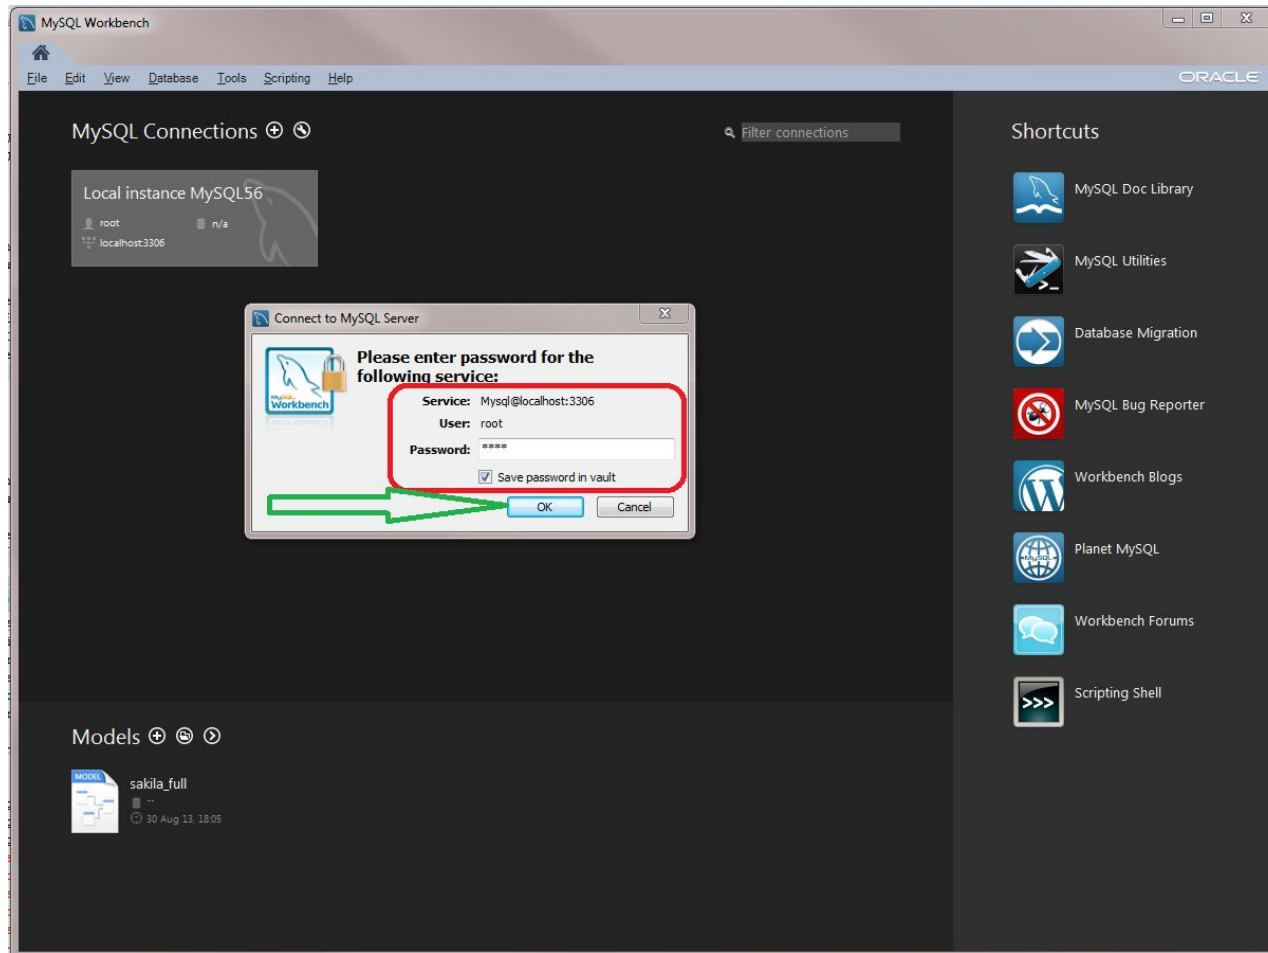 MySQL Workbench
File Edit View Database Tools Scripting Help
ORACLE
MySQL Connections
Filter connections
Local instance MySQL56
root n/a
localhost:3306
Connect to MySQL Server
Please enter password for the
following service:
Service: Mysql@localhost:3306
User: root
Password: ****
Save password in vault
OK Cancel
MySQL
Workbench
Shortcuts
MySQL Doc Library
MySQL Utilities
Database Migration
MySQL Bug Reporter
Workbench Blogs
Planet MySQL
Workbench Forums
>>> Scripting Shell
Models
MODEL
sakila_full
--
30 Aug 13, 18:05